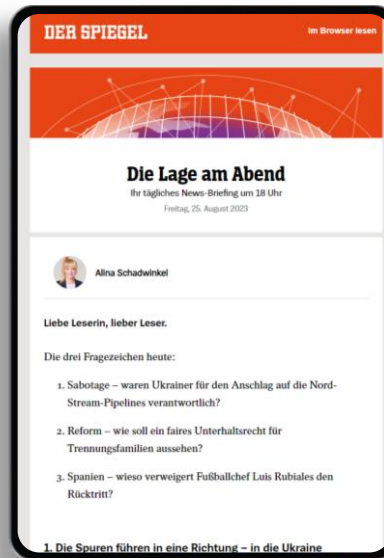 DER SPIEGEL
Im Browser lesen
Die Lage am Abend
Ihr tägliches News-Briefing um 18 Uhr
Freitag, 25. August 2023
Alina Schadwinkel
Liebe Leserin, lieber Leser.
Die drei Fragezeichen heute:
1. Sabotage – waren Ukrainer für den Anschlag auf die Nord-
Stream-Pipelines verantwortlich?
2. Reform – wie soll ein faires Unterhaltsrecht für
Trennungsfamilien aussehen?
3. Spanien – wieso verweigert Fußballchef Luis Rubiales den
Rücktritt?
1. Die Spuren führen in eine Richtung – in die Ukraine